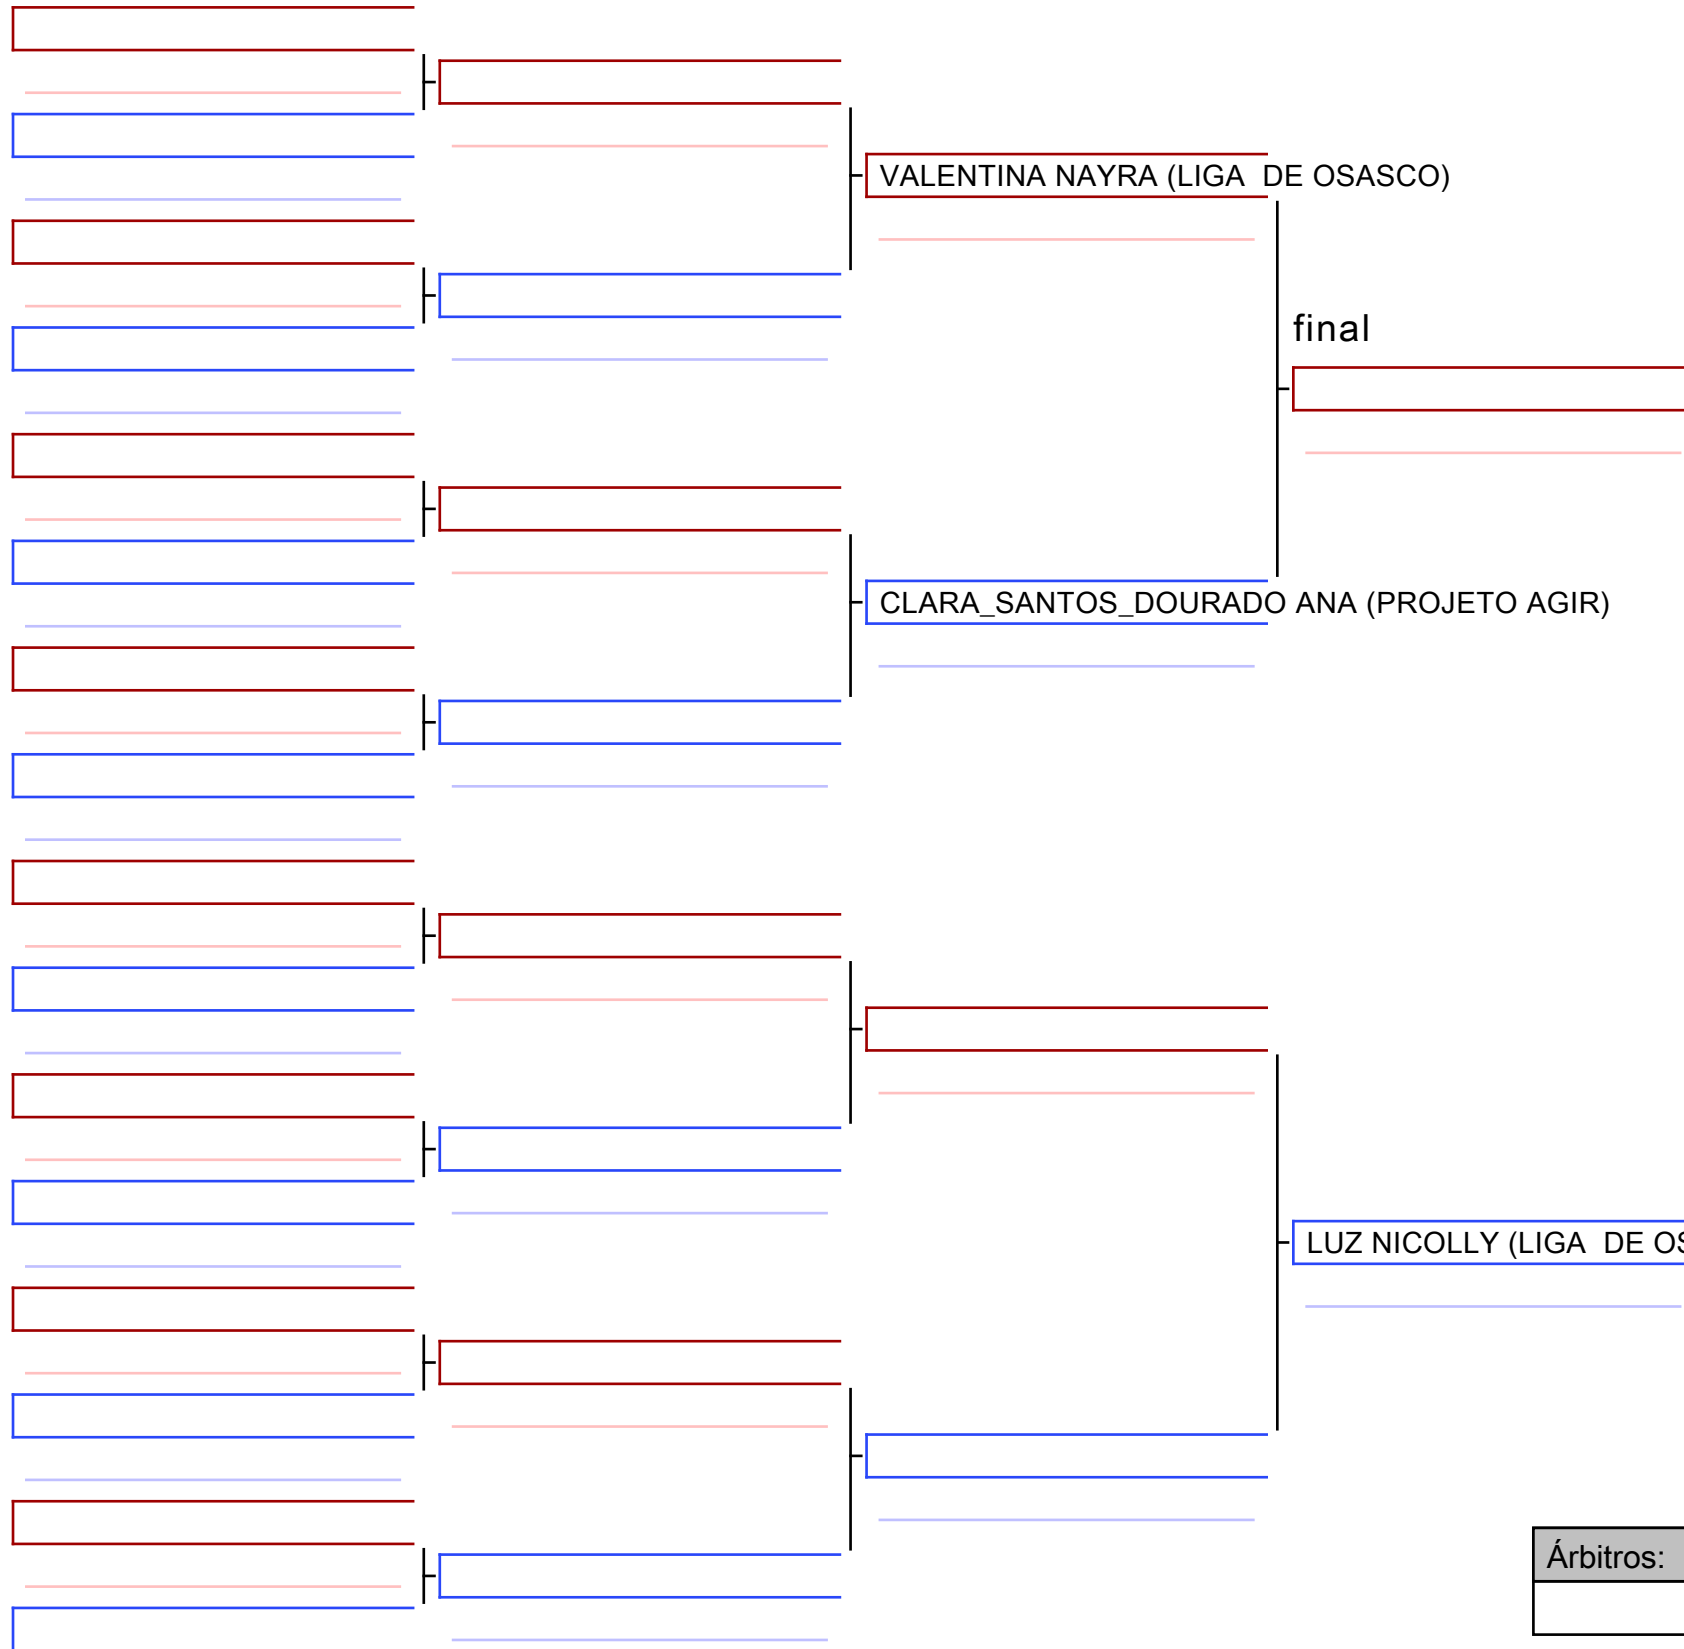 VALENTINA NAYRA (LIGA  DE OSASCO)
final
CLARA_SANTOS_DOURADO ANA (PROJETO AGIR)
LUZ NICOLLY (LIGA  DE
Árbitros: